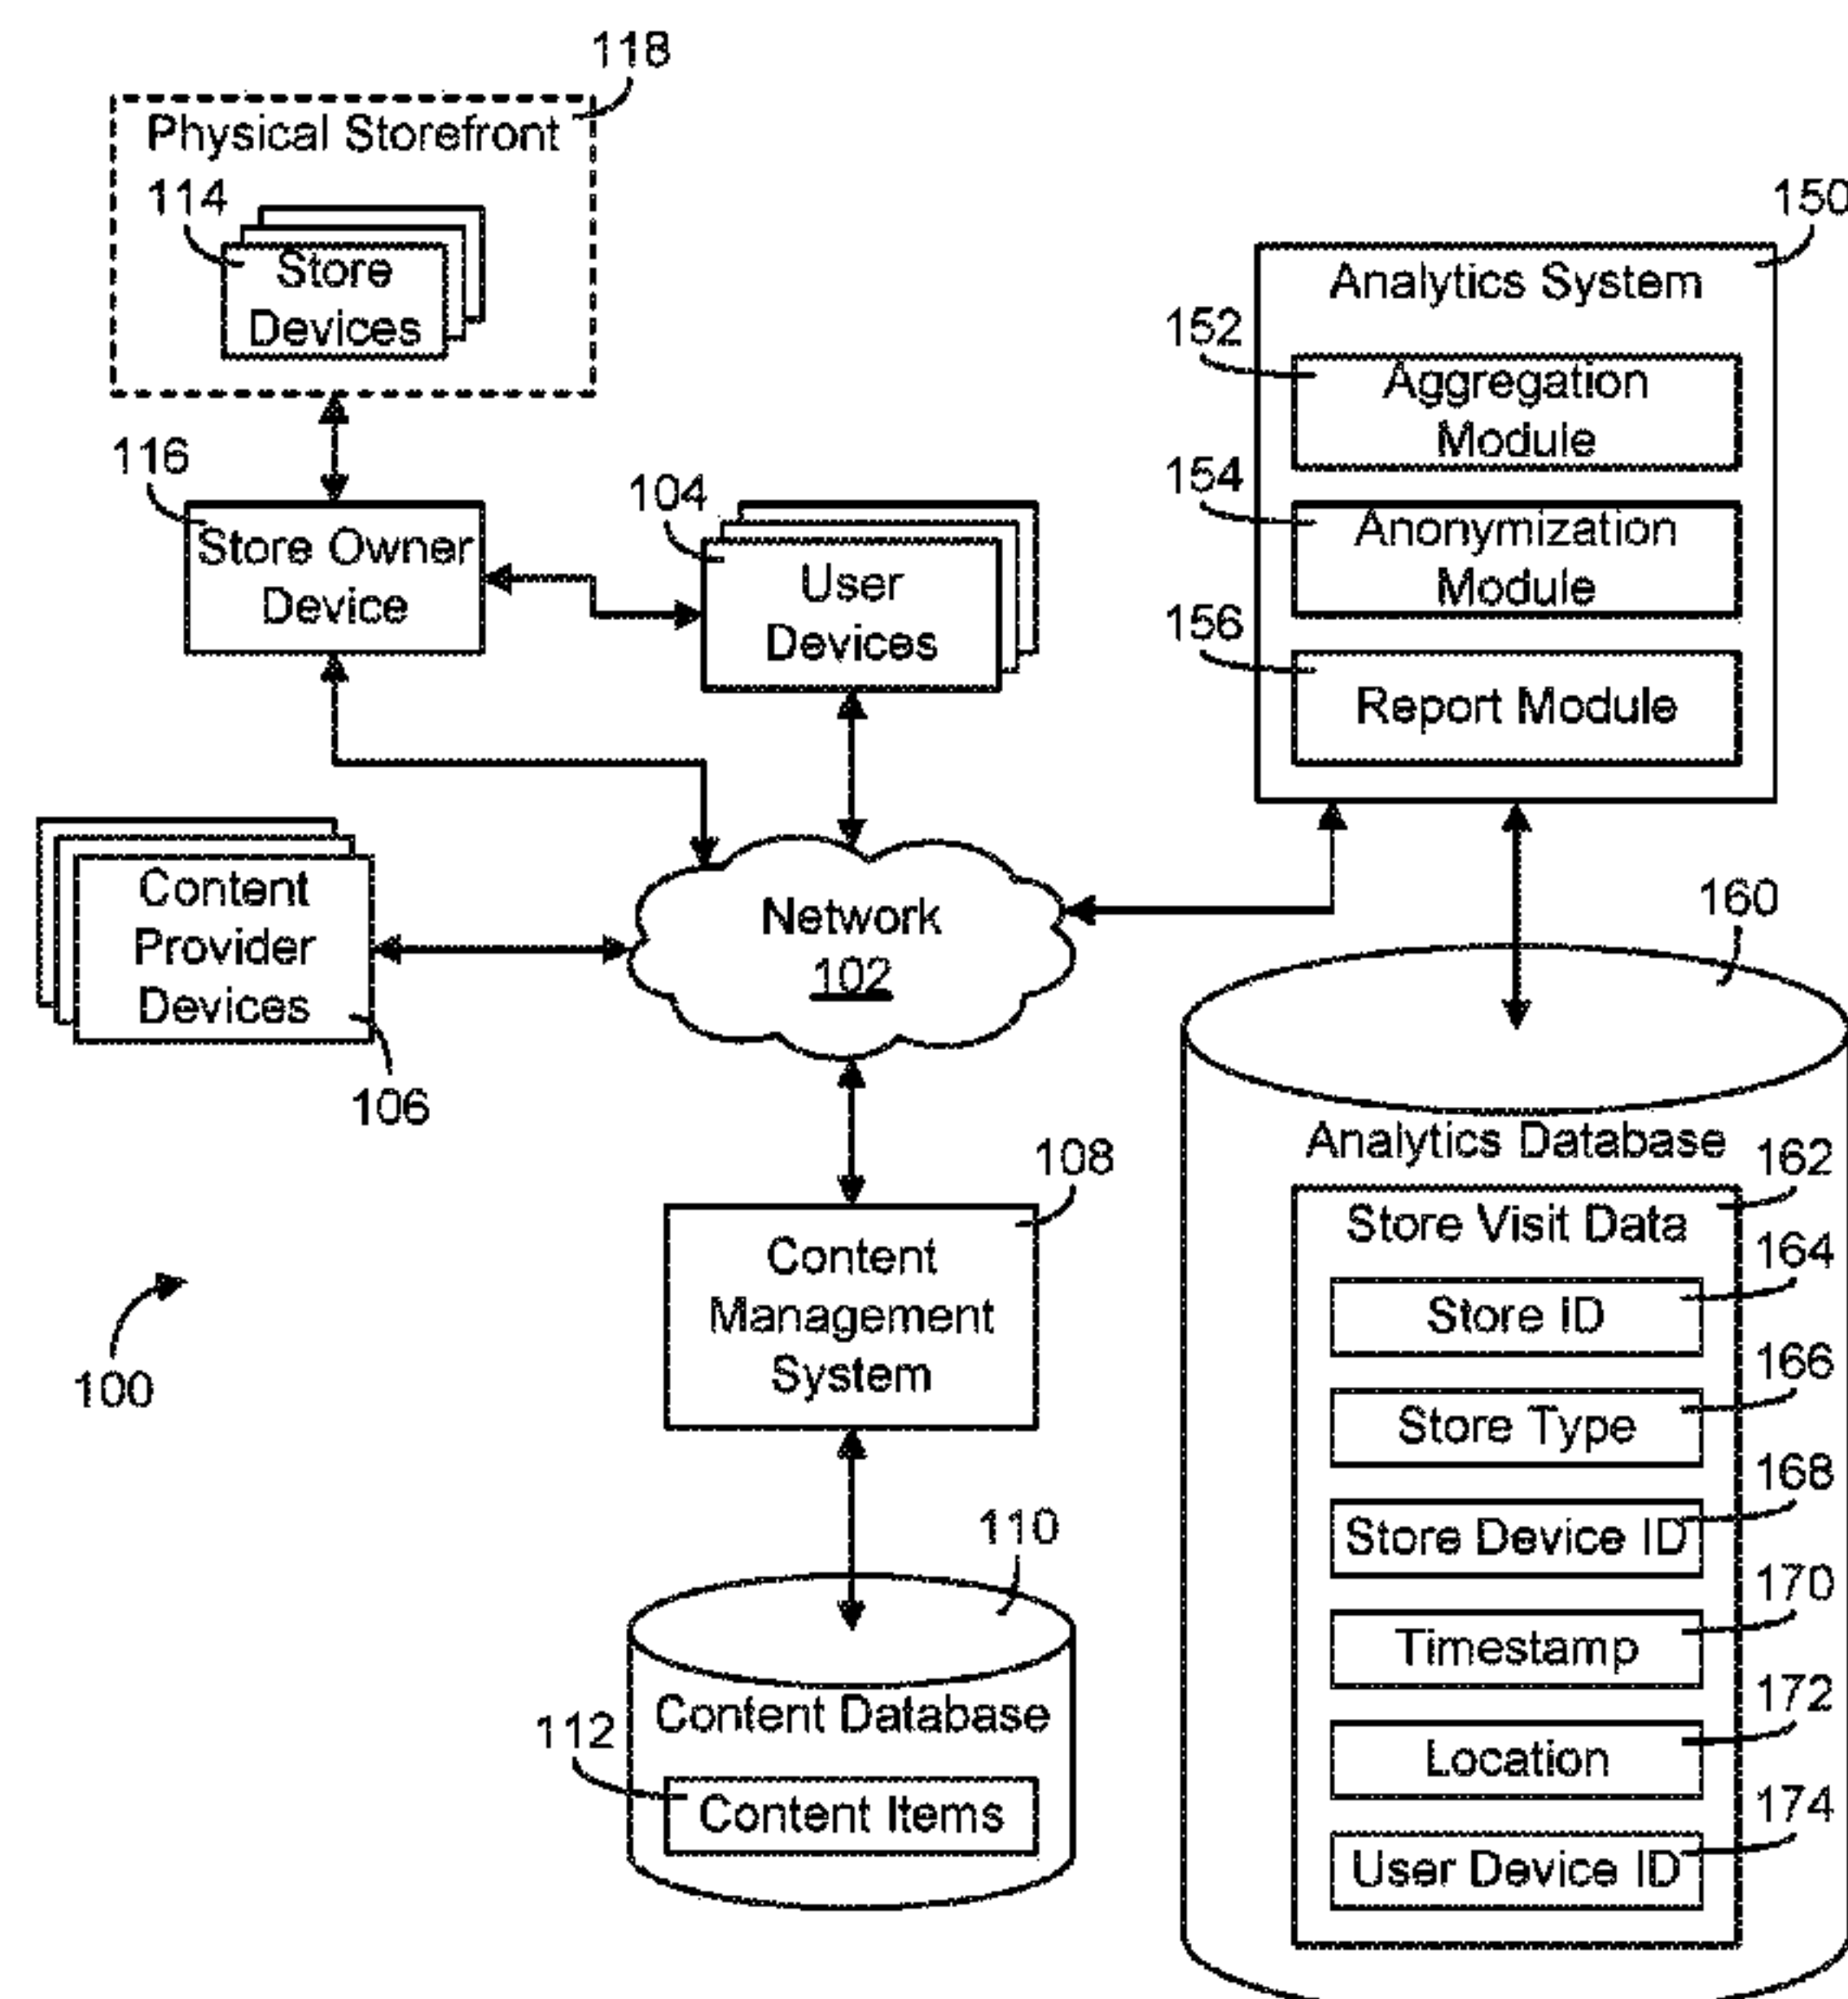 118
Physical Storefront
114
Store
Devices
116
Store Owner
Device
104
User
Devices
150
Analytics System
152
Aggregation
Module
154
Anonymization
Module
156
Report Module
Content
Provider
Devices
106
Network
102
160
Analytics Database
108
Content
Management
System
162
Store Visit Data
164
Store ID
166
Store Type
168
Store Device ID
170
Timestamp
172
Location
174
User Device ID
100
110
Content Database
112
Content Items